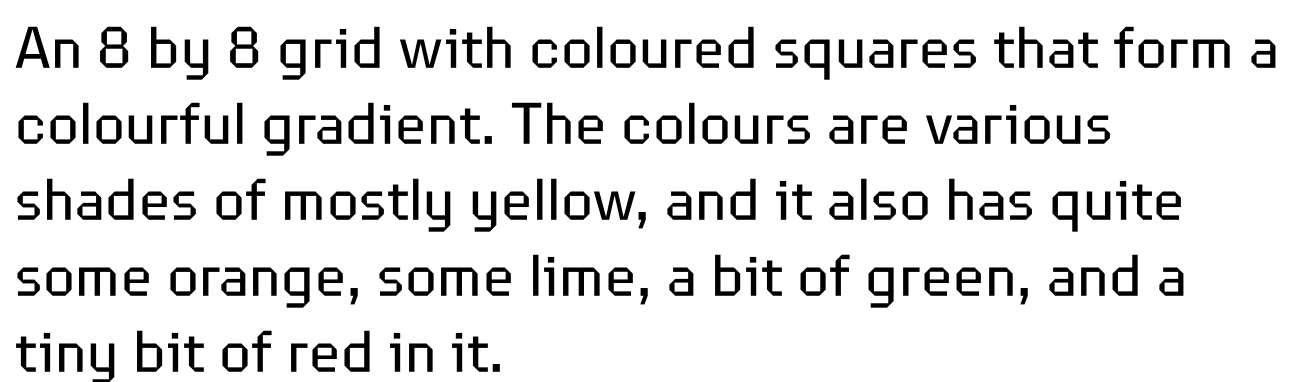 An 8 by 8 grid with coloured squares that form a
colourful gradient. The colours are various
shades of mostly yellow, and it also has quite
some orange, some lime, a bit of green, and a
tiny bit of red in it.